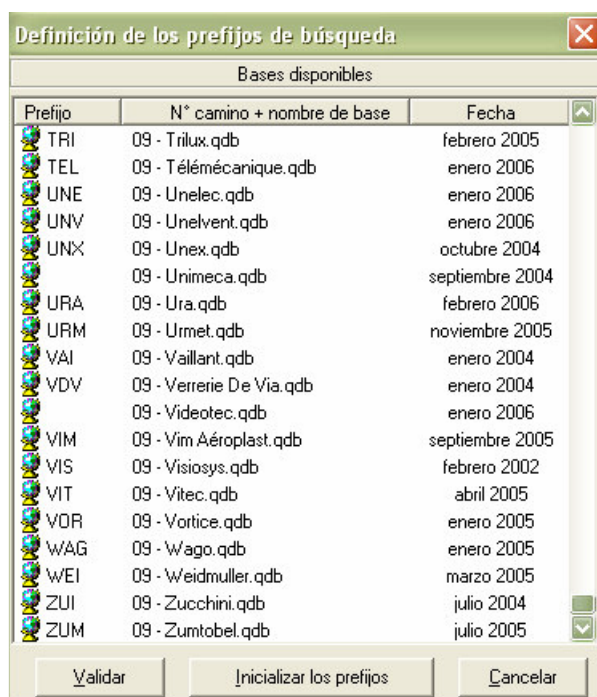 Definición de los prefijos de búsqueda
Bases disponibles
Prefijo N° camino + nombre de base Fecha
TRI 09 - Trilux.qdb febrero 2005
TEL 09 - Télémécanique.qdb enero 2006
UNE 09 - Unelec.qdb enero 2006
UNV 09 - Unelvent.qdb enero 2006
UNX 09 - Unex.qdb octubre 2004
09 - Unimeca.qdb septiembre 2004
URA 09 - Ura.qdb febrero 2006
URM 09 - Urmet.qdb noviembre 2005
VAI 09 - Vaillant.qdb enero 2004
VDV 09 - Verrerie De Via.qdb enero 2004
09 - Videotec.qdb enero 2006
VIM 09 - Vim Aéroplast.qdb septiembre 2005
VIS 09 - Visiosys.qdb febrero 2002
VIT 09 - Vitec.qdb abril 2005
VOR 09 - Vortice.qdb enero 2005
WAG 09 - Wago.qdb enero 2005
WEI 09 - Weidmuller.qdb marzo 2005
ZUI 09 - Zucchini.qdb julio 2004
ZUM 09 - Zumtobel.qdb julio 2005
Validar Inicializar los prefijos Cancelar